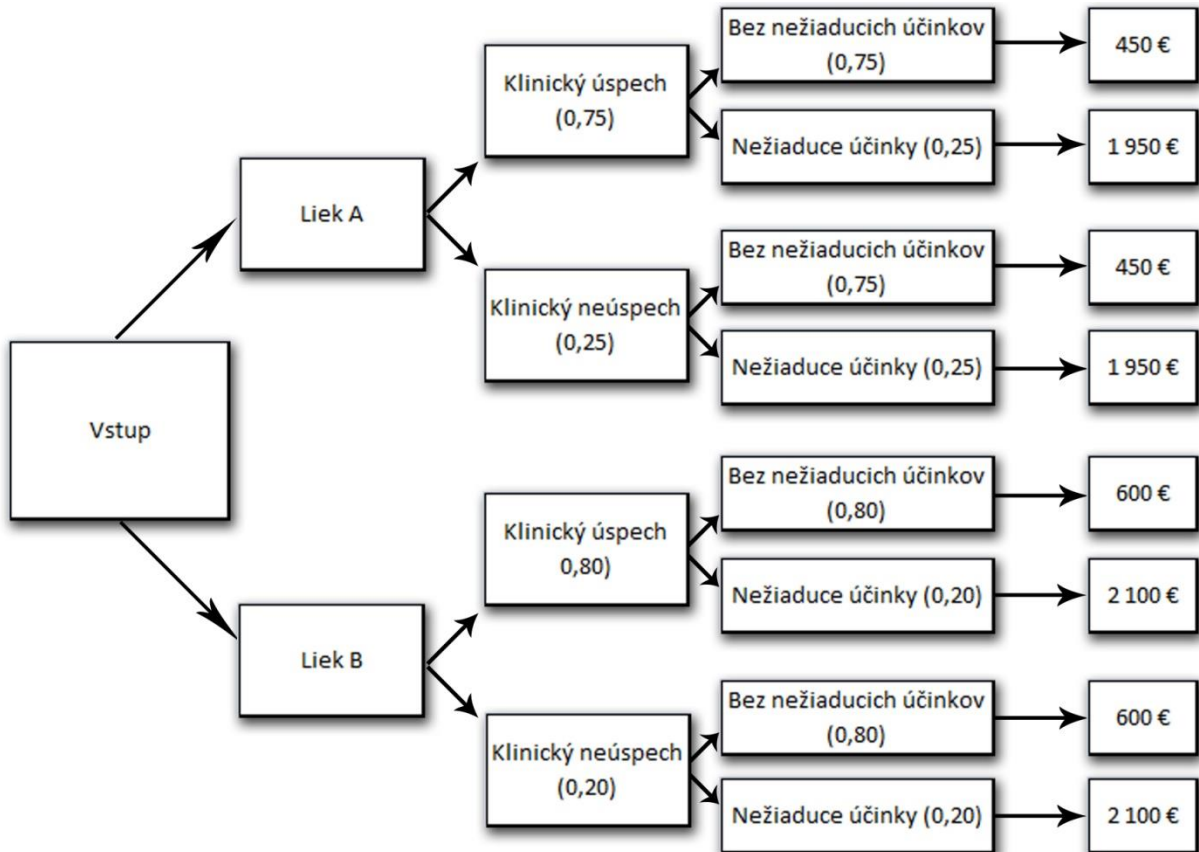 Vstup
Liek A
Klinický úspech
(0,75)
Bez nežiaducich účinkov
(0,75)
450 €
Nežiaduce účinky (0,25)
1 950 €
Klinický neúspech
(0,25)
Bez nežiaducich účinkov
(0,75)
450 €
Nežiaduce účinky (0,25)
1 950 €
Liek B
Klinický úspech
0,80)
Bez nežiaducich účinkov
(0,80)
600 €
Nežiaduce účinky (0,20)
2 100 €
Klinický neúspech
(0,20)
Bez nežiaducich účinkov
(0,80)
600 €
Nežiaduce účinky (0,20)
2 100 €